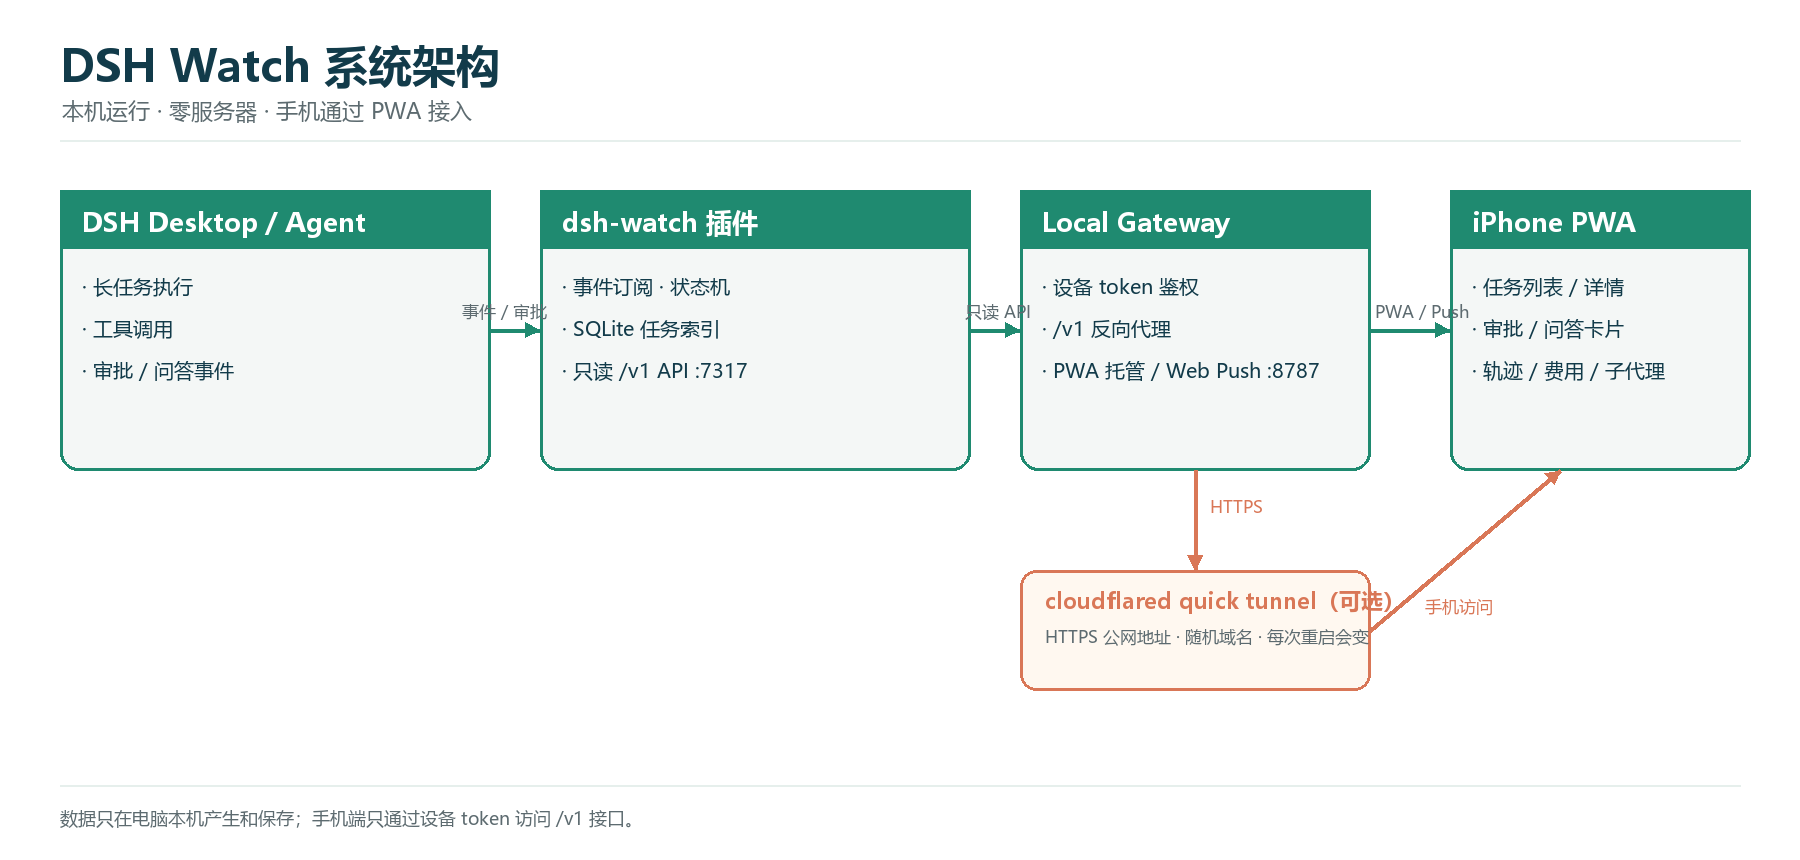 DSH Watch 系统架构
本机运行 · 零服务器 · 手机通过 PWA 接入
DSH Desktop / Agent
· 长任务执行
· 工具调用
· 审批 / 问答事件
事件 / 审批
dsh-watch 插件
· 事件订阅 · 状态机
· SQLite 任务索引
· 只读 /v1 API :7317
只读 API
Local Gateway
· 设备 token 鉴权
· /v1 反向代理
· PWA 托管 / Web Push :8787
PWA / Push
iPhone PWA
· 任务列表 / 详情
· 审批 / 问答卡片
· 轨迹 / 费用 / 子代理
HTTPS
cloudflared quick tunnel（可选）
HTTPS 公网地址 · 随机域名 · 每次重启会变
手机访问
数据只在电脑本机产生和保存；手机端只通过设备 token 访问 /v1 接口。